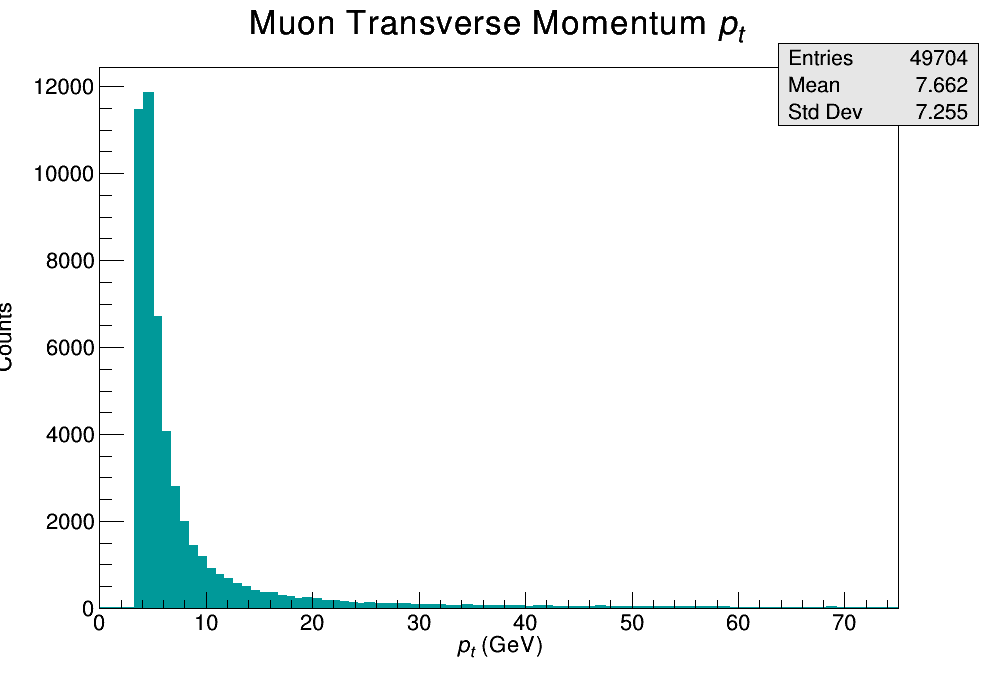 Muon Transverse Momentum pt
Entries 49704
Mean 7.662
Std Dev 7.255
12000
10000
8000
6000
4000
2000
0
Counts
0 10 20 30 40 50 60 70
pt (GeV)